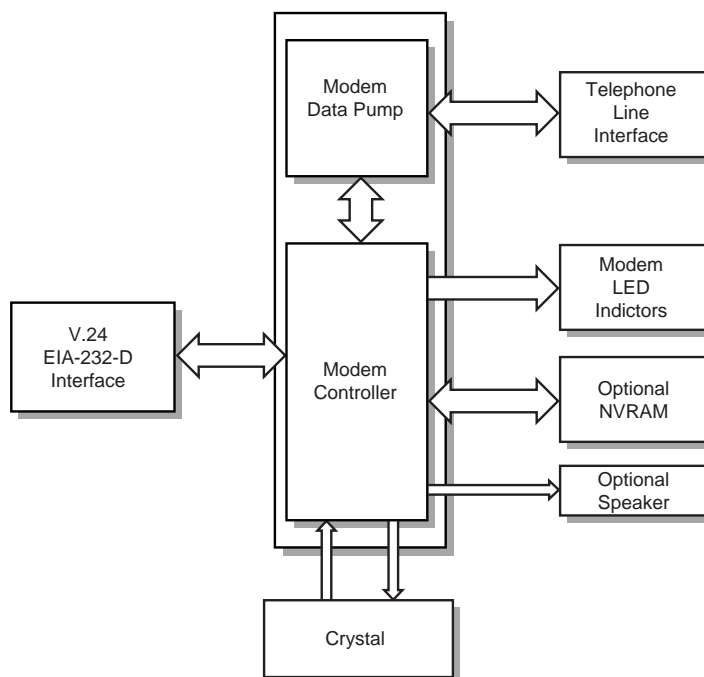 Modem
Data Pump
Telephone
Line
Interface
Modem
LED
Indictors
V.24
EIA-232-D
Interface
Modem
Controller
Optional
NVRAM
Optional
Speaker
Crystal